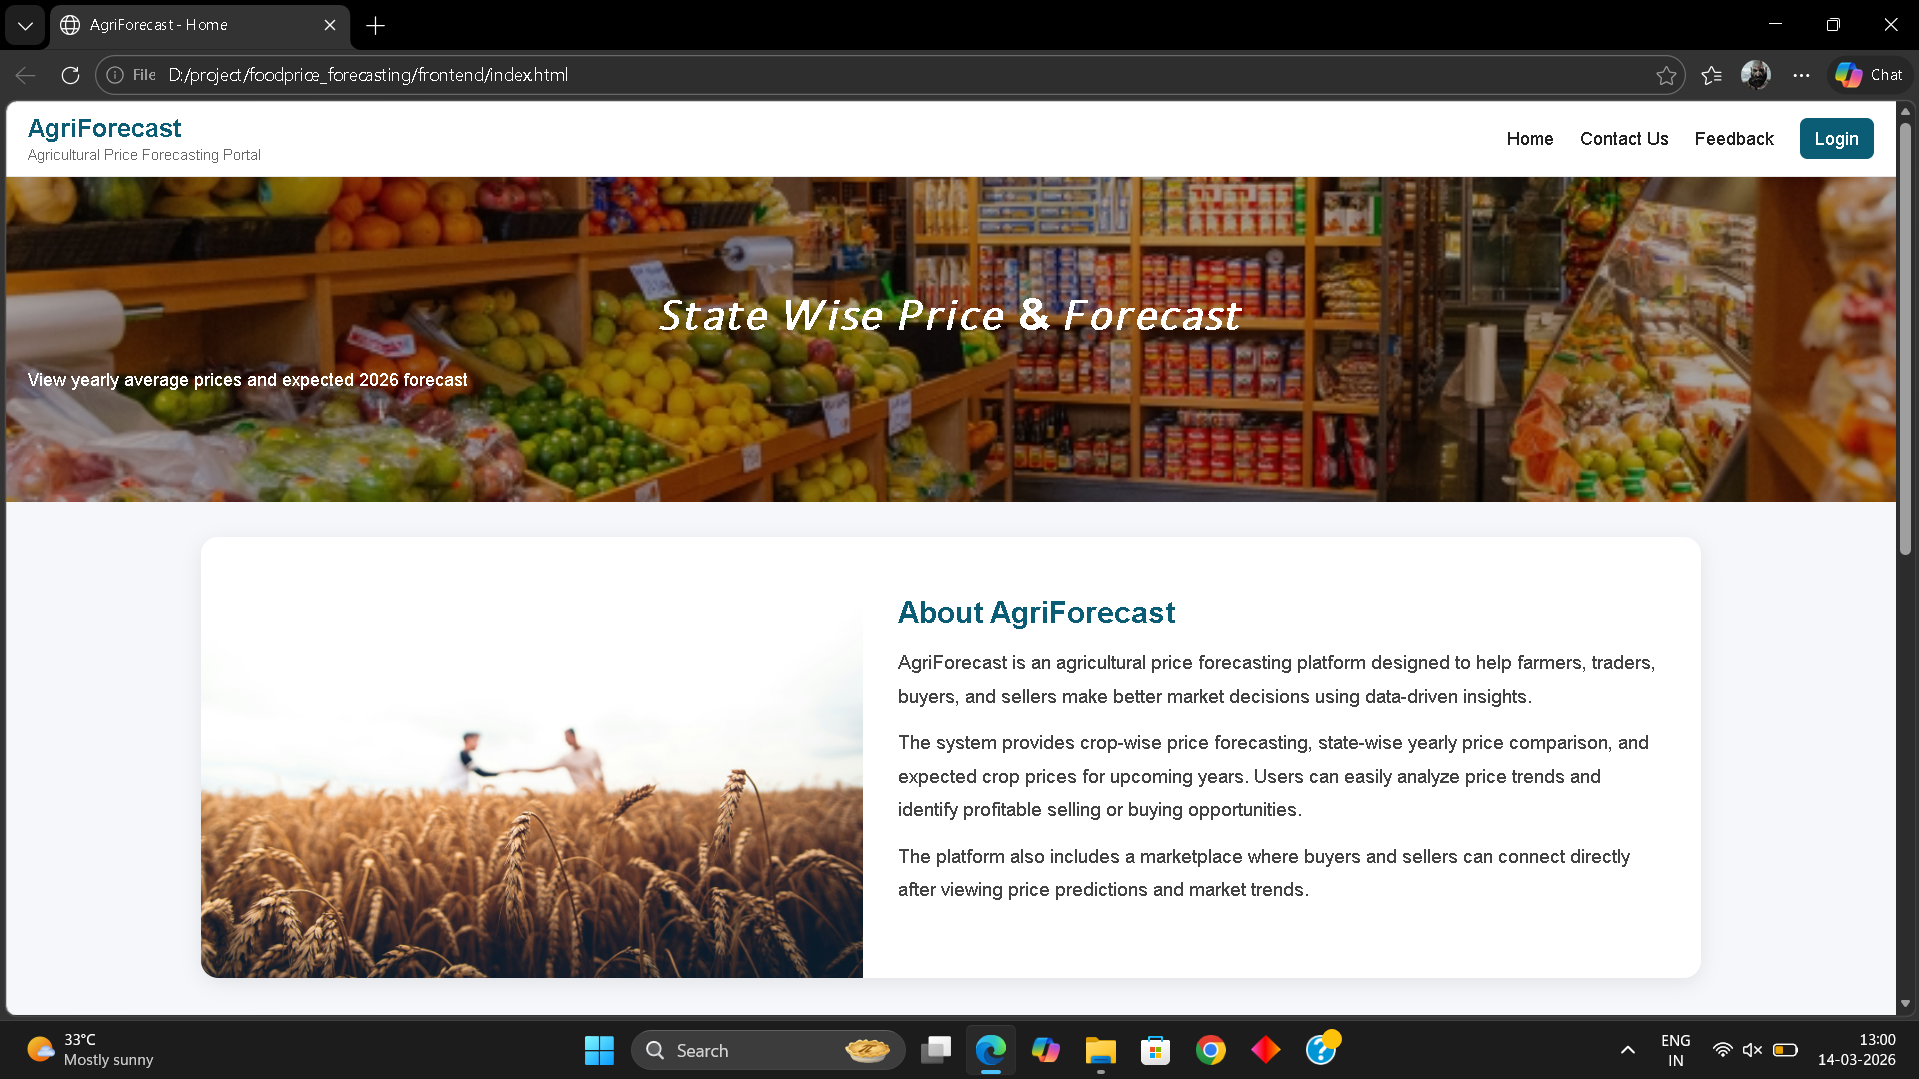 AgriForecast - Home
File D:/project/foodprice_forecasting/frontend/index.html
Chat
AgriForecast
Agricultural Price Forecasting Portal
Home
Contact Us
Feedback
Login
State Wise Price & Forecast
View yearly average prices and expected 2026 forecast
About AgriForecast
AgriForecast is an agricultural price forecasting platform designed to help farmers, traders,
buyers, and sellers make better market decisions using data-driven insights.
The system provides crop-wise price forecasting, state-wise yearly price comparison, and
expected crop prices for upcoming years. Users can easily analyze price trends and
identify profitable selling or buying opportunities.
The platform also includes a marketplace where buyers and sellers can connect directly
after viewing price predictions and market trends.
33°C
Mostly sunny
Search
ENG
IN
13:00
14-03-2026